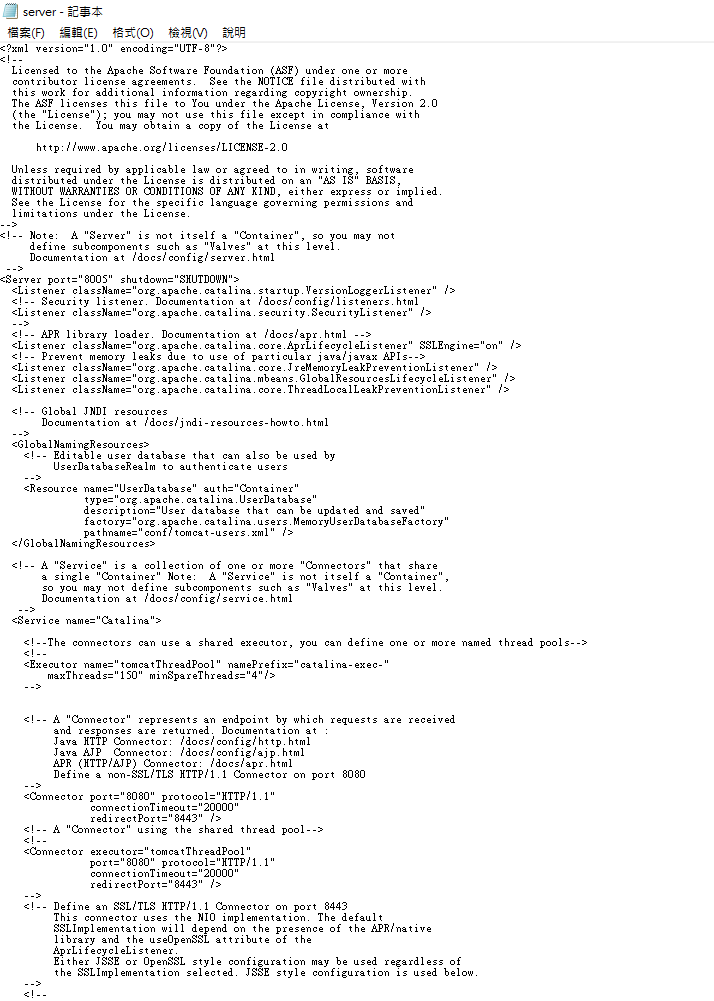 server - 記事本
檔案(F) 編輯(E) 格式(O) 檢視(V) 說明
<?xml version="1.0" encoding="UTF-8"?>
<!--
  Licensed to the Apache Software Foundation (ASF) under one or more
  contributor license agreements.  See the NOTICE file distributed with
  this work for additional information regarding copyright ownership.
  The ASF licenses this file to You under the Apache License, Version 2.0
  (the "License"); you may not use this file except in compliance with
  the License.  You may obtain a copy of the License at

      http://www.apache.org/licenses/LICENSE-2.0

  Unless required by applicable law or agreed to in writing, software
  distributed under the License is distributed on an "AS IS" BASIS,
  WITHOUT WARRANTIES OR CONDITIONS OF ANY KIND, either express or implied.
  See the License for the specific language governing permissions and
  limitations under the License.
-->
<!-- Note:  A "Server" is not itself a "Container", so you may not
     define subcomponents such as "Valves" at this level.
     Documentation at /docs/config/server.html
 -->
<Server port="8005" shutdown="SHUTDOWN">
  <Listener className="org.apache.catalina.startup.VersionLoggerListener" />
  <!-- Security listener. Documentation at /docs/config/listeners.html
  <Listener className="org.apache.catalina.security.SecurityListener" />
  -->
  <!-- APR library loader. Documentation at /docs/apr.html -->
  <Listener className="org.apache.catalina.core.AprLifecycleListener" SSLEngine="on" />
  <!-- Prevent memory leaks due to use of particular java/javax APIs-->
  <Listener className="org.apache.catalina.core.JreMemoryLeakPreventionListener" />
  <Listener className="org.apache.catalina.mbeans.GlobalResourcesLifecycleListener" />
  <Listener className="org.apache.catalina.core.ThreadLocalLeakPreventionListener" />

  <!-- Global JNDI resources
       Documentation at /docs/jndi-resources-howto.html
  -->
  <GlobalNamingResources>
    <!-- Editable user database that can also be used by
         UserDatabaseRealm to authenticate users
    -->
    <Resource name="UserDatabase" auth="Container"
              type="org.apache.catalina.UserDatabase"
              description="User database that can be updated and saved"
              factory="org.apache.catalina.users.MemoryUserDatabaseFactory"
              pathname="conf/tomcat-users.xml" />
  </GlobalNamingResources>

  <!-- A "Service" is a collection of one or more "Connectors" that share
       a single "Container" Note:  A "Service" is not itself a "Container",
       so you may not define subcomponents such as "Valves" at this level.
       Documentation at /docs/config/service.html
   -->
  <Service name="Catalina">

    <!--The connectors can use a shared executor, you can define one or more named thread pools-->
    <!--
    <Executor name="tomcatThreadPool" namePrefix="catalina-exec-"
        maxThreads="150" minSpareThreads="4"/>
    -->


    <!-- A "Connector" represents an endpoint by which requests are received
         and responses are returned. Documentation at :
         Java HTTP Connector: /docs/config/http.html
         Java AJP  Connector: /docs/config/ajp.html
         APR (HTTP/AJP) Connector: /docs/apr.html
         Define a non-SSL/TLS HTTP/1.1 Connector on port 8080
    -->
    <Connector port="8080" protocol="HTTP/1.1"
               connectionTimeout="20000"
               redirectPort="8443" />
    <!-- A "Connector" using the shared thread pool-->
    <!--
    <Connector executor="tomcatThreadPool"
               port="8080" protocol="HTTP/1.1"
               connectionTimeout="20000"
               redirectPort="8443" />
    -->
    <!-- Define an SSL/TLS HTTP/1.1 Connector on port 8443
         This connector uses the NIO implementation. The default
         SSLImplementation will depend on the presence of the APR/native
         library and the useOpenSSL attribute of the
         AprLifecycleListener.
         Either JSSE or OpenSSL style configuration may be used regardless of
         the SSLImplementation selected. JSSE style configuration is used below.
    -->
    <!--